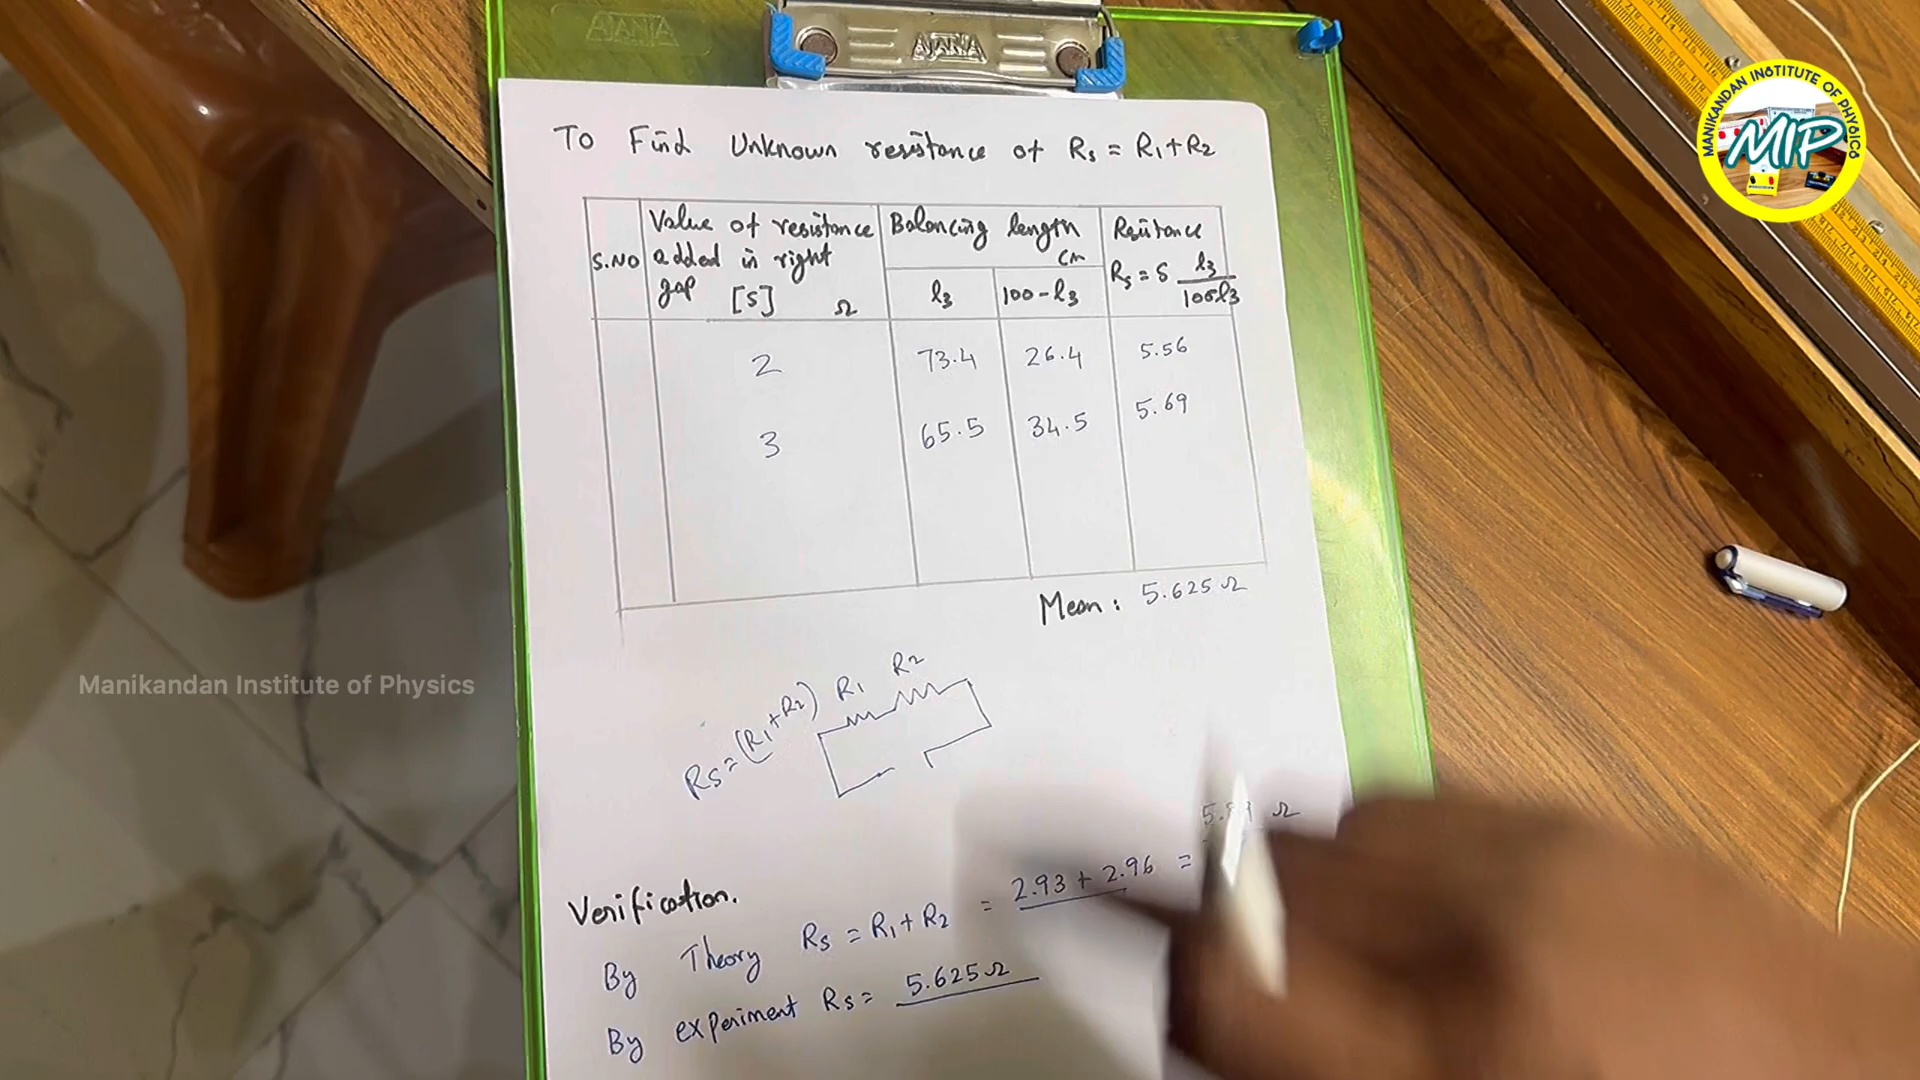 AJANTA
AJANTA
MANIKANDAN INSTITUTE OF PHYSICS
MIP
To Find Unknown resistance of Rs = R1 + R2
S.NO
Value of resistance added in right gap [S] Ω
Balancing length cm
l3
100-l3
Resistance
Rs = S l3/100-l3
2 73.4 26.4 5.56
3 65.5 34.5 5.69
Mean: 5.625 Ω
Manikandan Institute of Physics
Rs = (R1+R2) R1 R2
Verification.
By Theory Rs = R1 + R2 = 2.93 + 2.96 = Ω
By experiment Rs = 5.625 Ω